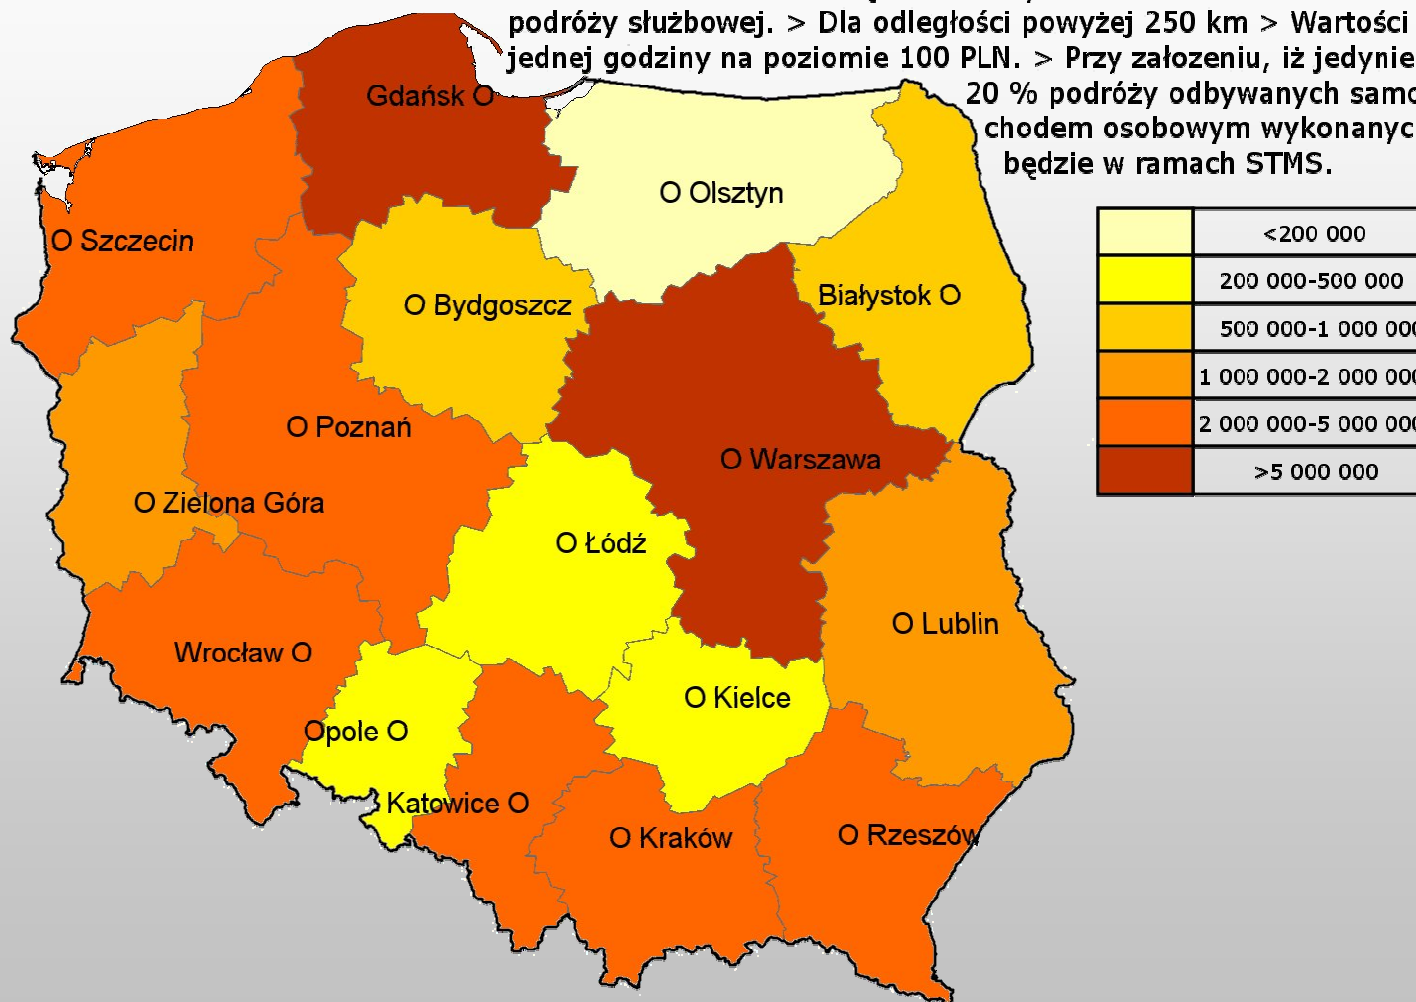 podróży służbowej. > Dla odległości powyżej 250 km > Wartości
jednej godziny na poziomie 100 PLN. > Przy załozeniu, iż jedynie
20 % podróży odbywanych samo
chodem osobowym wykonanyc
będzie w ramach STMS.
<200 000
200 000-500 000
500 000-1 000 000
1 000 000-2 000 000
2 000 000-5 000 000
>5 000 000
Gdańsk O
O Olsztyn
O Szczecin
Białystok O
O Bydgoszcz
O Poznań
O Warszawa
O Zielona Góra
O Łódź
O Lublin
Wrocław O
O Kielce
Opole O
Katowice O
O Kraków
O Rzeszów